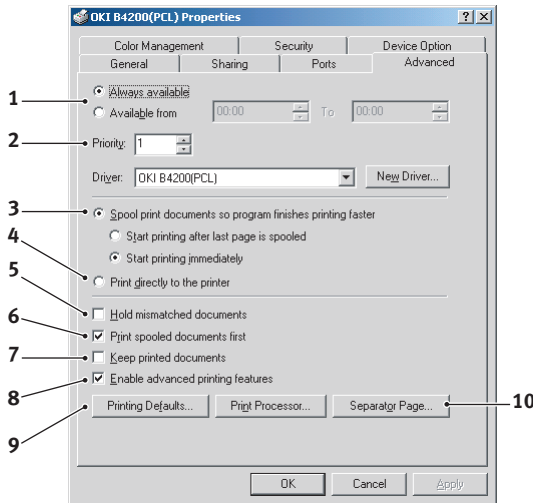 OKI B4200(PCL) Properties
Color Management Security Device Option
General Sharing Ports Advanced
1 Always available
Available from 00:00 To 00:00
2 Priority: 1
Driver: OKI B4200(PCL) New Driver...
3 Spool print documents so program finishes printing faster
Start printing after last page is spooled
4 Start printing immediately
Print directly to the printer
5 Hold mismatched documents
6 Print spooled documents first
7 Keep printed documents
8 Enable advanced printing features
9 Printing Defaults... Print Processor... Separator Page... 10
OK Cancel Apply